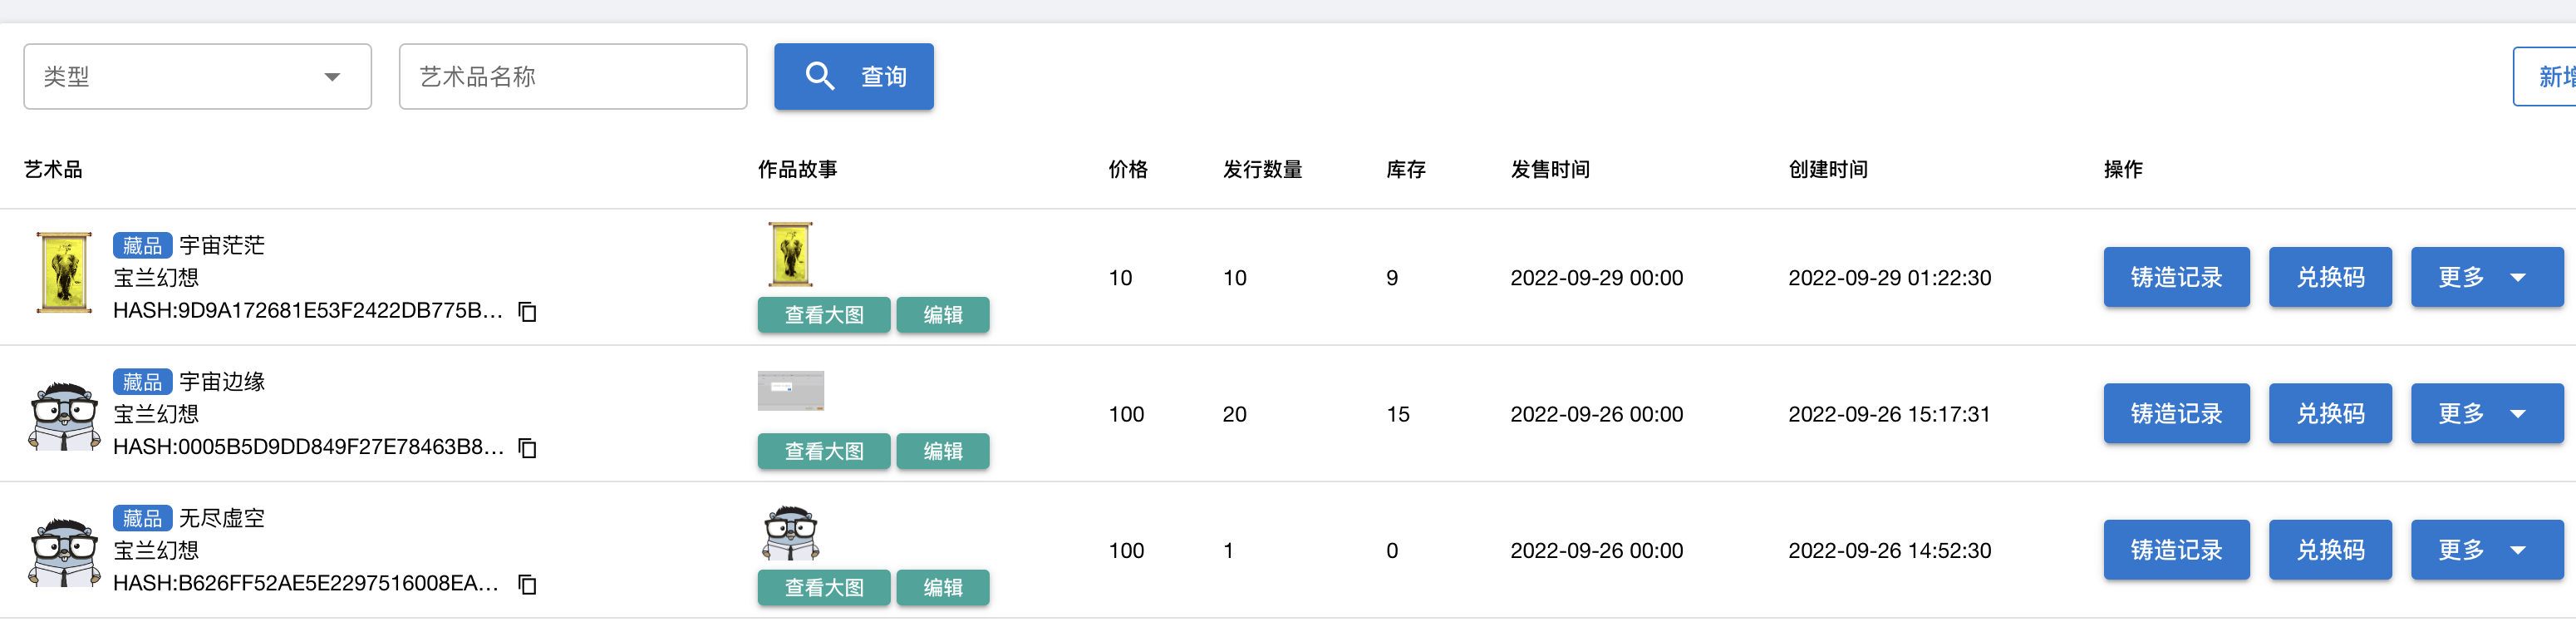 类型
艺术品名称
查询
新增
艺术品 作品故事 价格 发行数量 库存 发售时间 创建时间 操作
藏品 宇宙茫茫
宝兰幻想
HASH:9D9A172681E53F2422DB775B...
查看大图 编辑
10 10 9 2022-09-29 00:00 2022-09-29 01:22:30
铸造记录 兑换码 更多
藏品 宇宙边缘
宝兰幻想
HASH:0005B5D9DD849F27E78463B8...
查看大图 编辑
100 20 15 2022-09-26 00:00 2022-09-26 15:17:31
铸造记录 兑换码 更多
藏品 无尽虚空
宝兰幻想
HASH:B626FF52AE5E2297516008EA...
查看大图 编辑
100 1 0 2022-09-26 00:00 2022-09-26 14:52:30
铸造记录 兑换码 更多